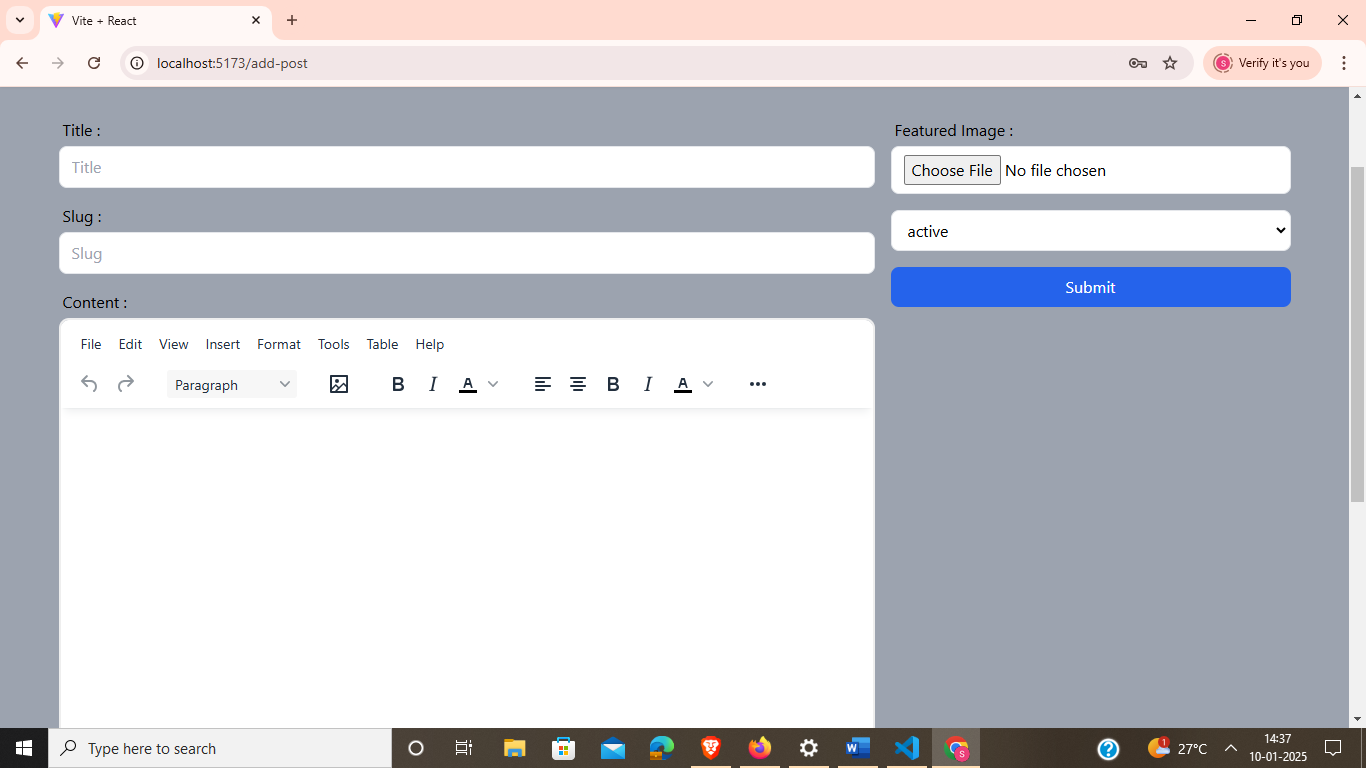 Vite + React
localhost:5173/add-post
S
Verify it's you
Title :
Title
Slug :
Slug
Content :
File Edit View Insert Format Tools Table Help
Paragraph
B I A B I A
Featured Image :
Choose File No file chosen
active
Submit
Type here to search
W
S
?
1
27°C
14:37
10-01-2025